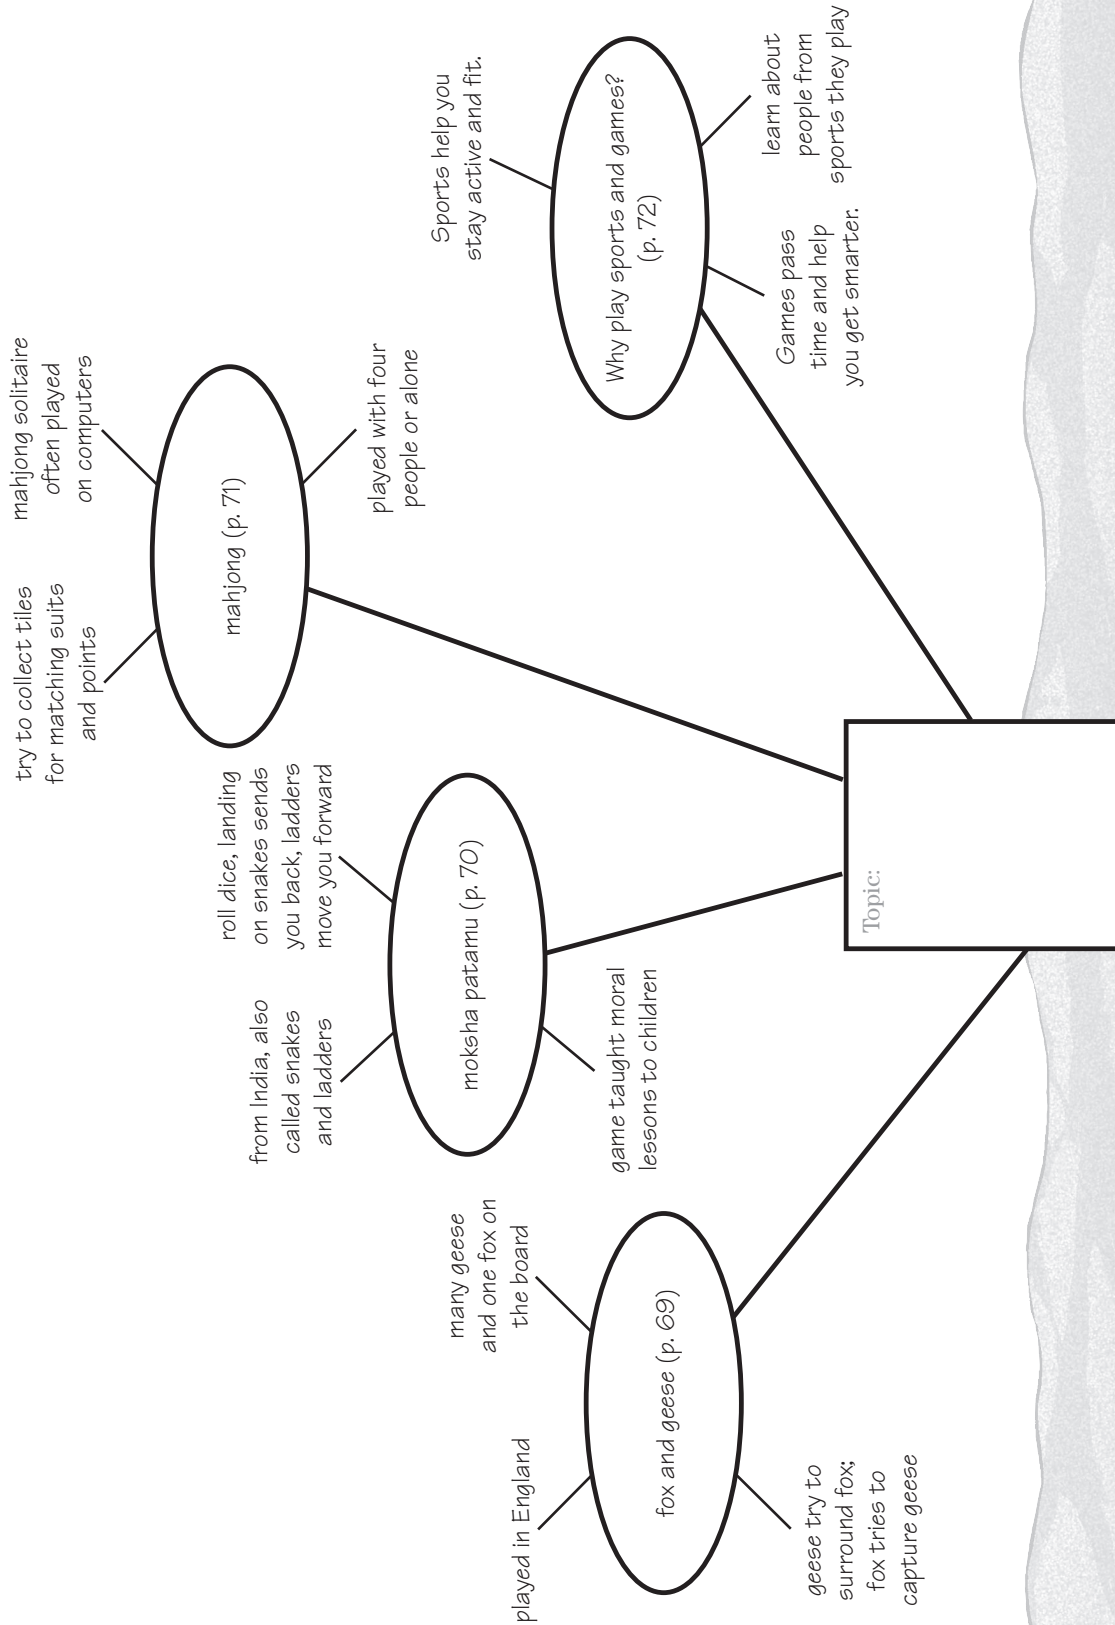 played in England
many geese
and one fox on
the board
fox and geese (p. 69)
geese try to
surround fox;
fox tries to
capture geese
from India, also
called snakes
and ladders
roll dice, landing
on snakes sends
you back, ladders
move you forward
moksha patamu (p. 70)
game taught moral
lessons to children
try to collect tiles
for matching suits
and points
mahjong solitaire
often played
on computers
mahjong (p. 71)
played with four
people or alone
Sports help you
stay active and fit.
Why play sports and games?
(p. 72)
Games pass
time and help
you get smarter.
learn about
people from
sports they play
Topic: